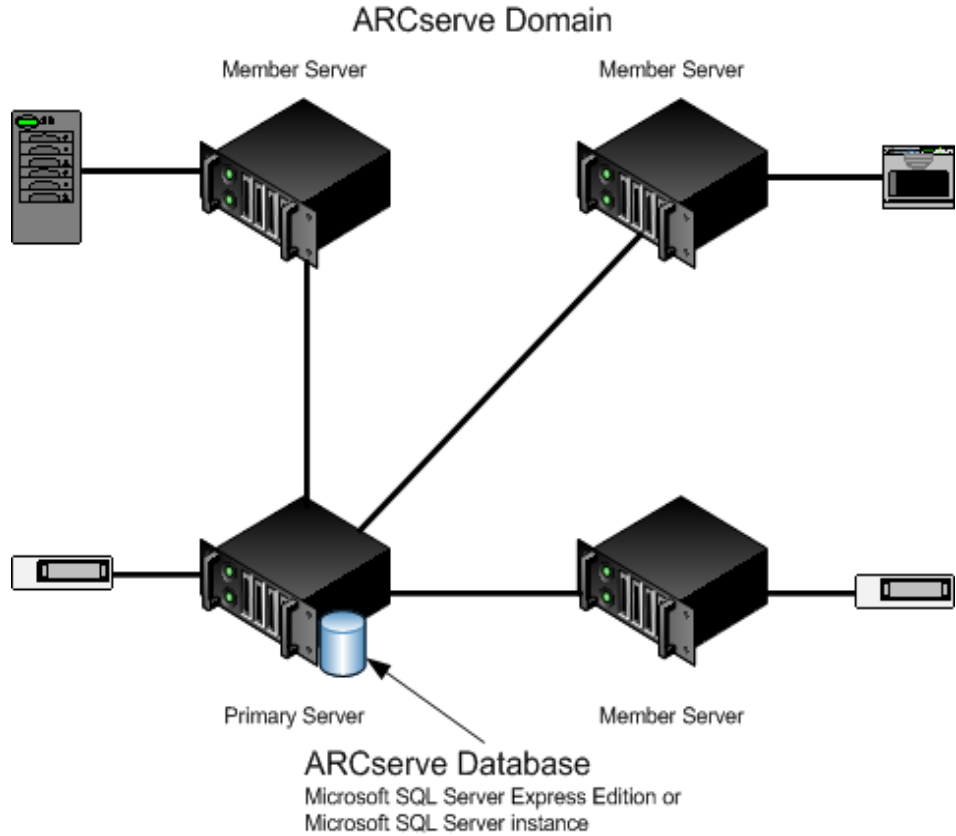 ARCserve Domain
Member Server
Member Server
Primary Server
Member Server
ARCserve Database
Microsoft SQL Server Express Edition or
Microsoft SQL Server instance